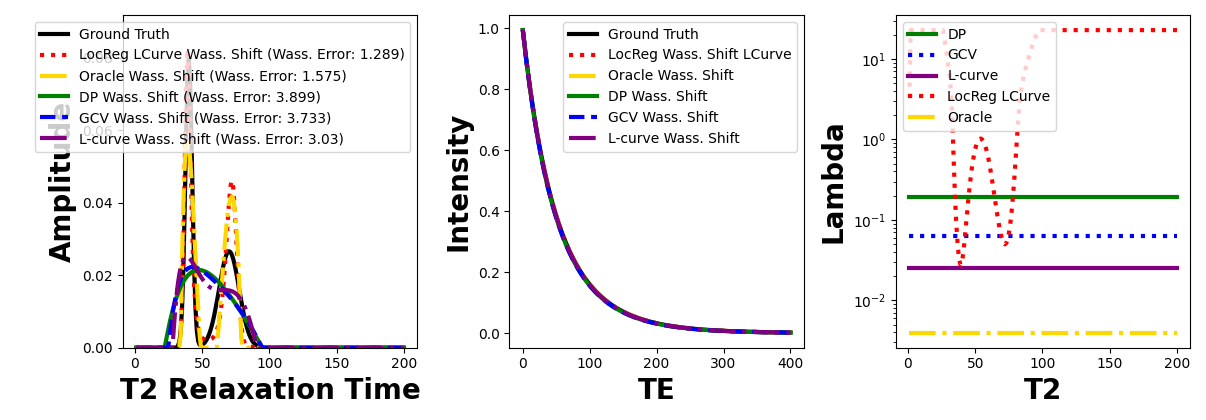 Ground Truth
LocReg LCurve Wass. Shift (Wass. Error: 1.289)
Oracle Wass. Shift (Wass. Error: 1.575)
DP Wass. Shift (Wass. Error: 3.899)
GCV Wass. Shift (Wass. Error: 3.733)
L-curve Wass. Shift (Wass. Error: 3.03)
Amplitude
0.08
0.06
0.04
0.02
0.00
0
50
100
150
200
T2 Relaxation Time
Ground Truth
LocReg Wass. Shift LCurve
Oracle Wass. Shift
DP Wass. Shift
GCV Wass. Shift
L-curve Wass. Shift
Intensity
1.0
0.8
0.6
0.4
0.2
0.0
0
100
200
300
400
TE
DP
GCV
L-curve
LocReg LCurve
Oracle
Lambda
10¹
10⁰
10⁻¹
10⁻²
0
50
100
150
200
T2